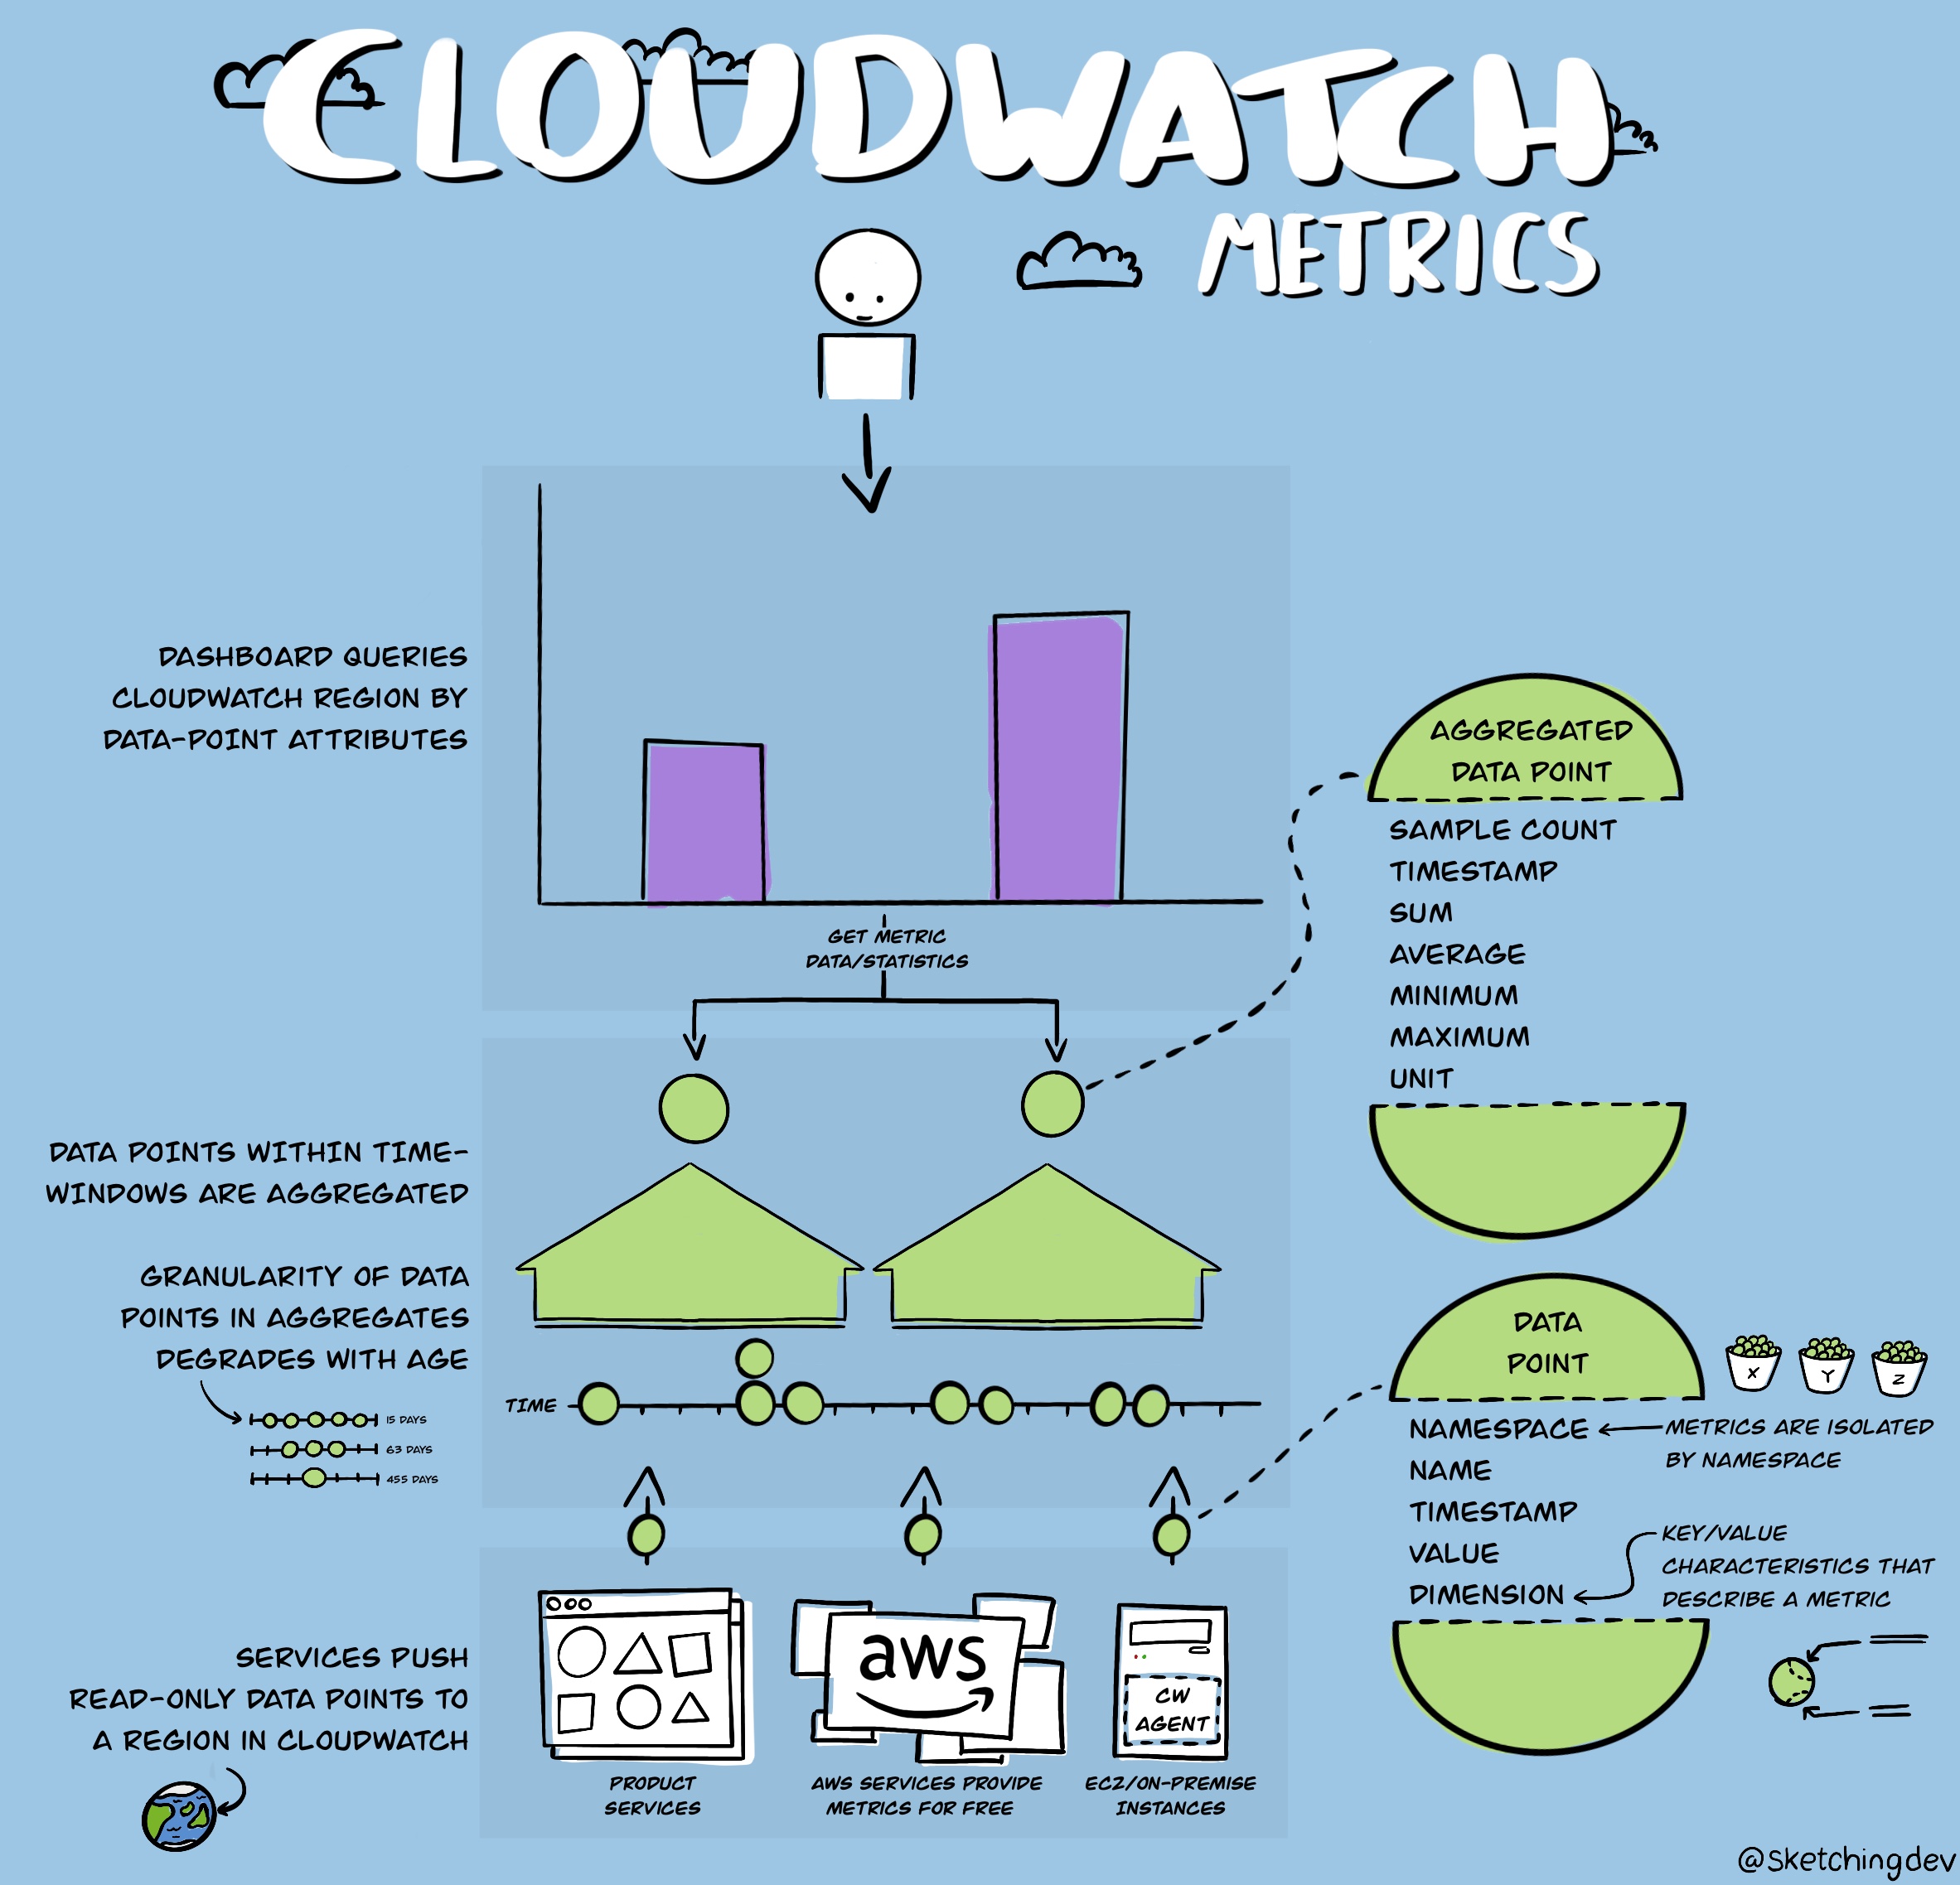 CLOUDWATCH
METRICS
DASHBOARD QUERIES
CLOUDWATCH REGION BY
DATA-POINT ATTRIBUTES
GET METRIC
DATA/STATISTICS
AGGREGATED
DATA POINT
SAMPLE COUNT
TIMESTAMP
SUM
AVERAGE
MINIMUM
MAXIMUM
UNIT
DATA POINTS WITHIN TIME-
WINDOWS ARE AGGREGATED
GRANULARITY OF DATA
POINTS IN AGGREGATES
DEGRADES WITH AGE
15 DAYS
63 DAYS
455 DAYS
TIME
DATA
POINT
X
Y
Z
NAMESPACE
METRICS ARE ISOLATED
BY NAMESPACE
NAME
TIMESTAMP
VALUE
DIMENSION
KEY/VALUE
CHARACTERISTICS THAT
DESCRIBE A METRIC
SERVICES PUSH
READ-ONLY DATA POINTS TO
A REGION IN CLOUDWATCH
aws
CW
AGENT
PRODUCT
SERVICES
AWS SERVICES PROVIDE
METRICS FOR FREE
EC2/ON-PREMISE
INSTANCES
@sketchingdev